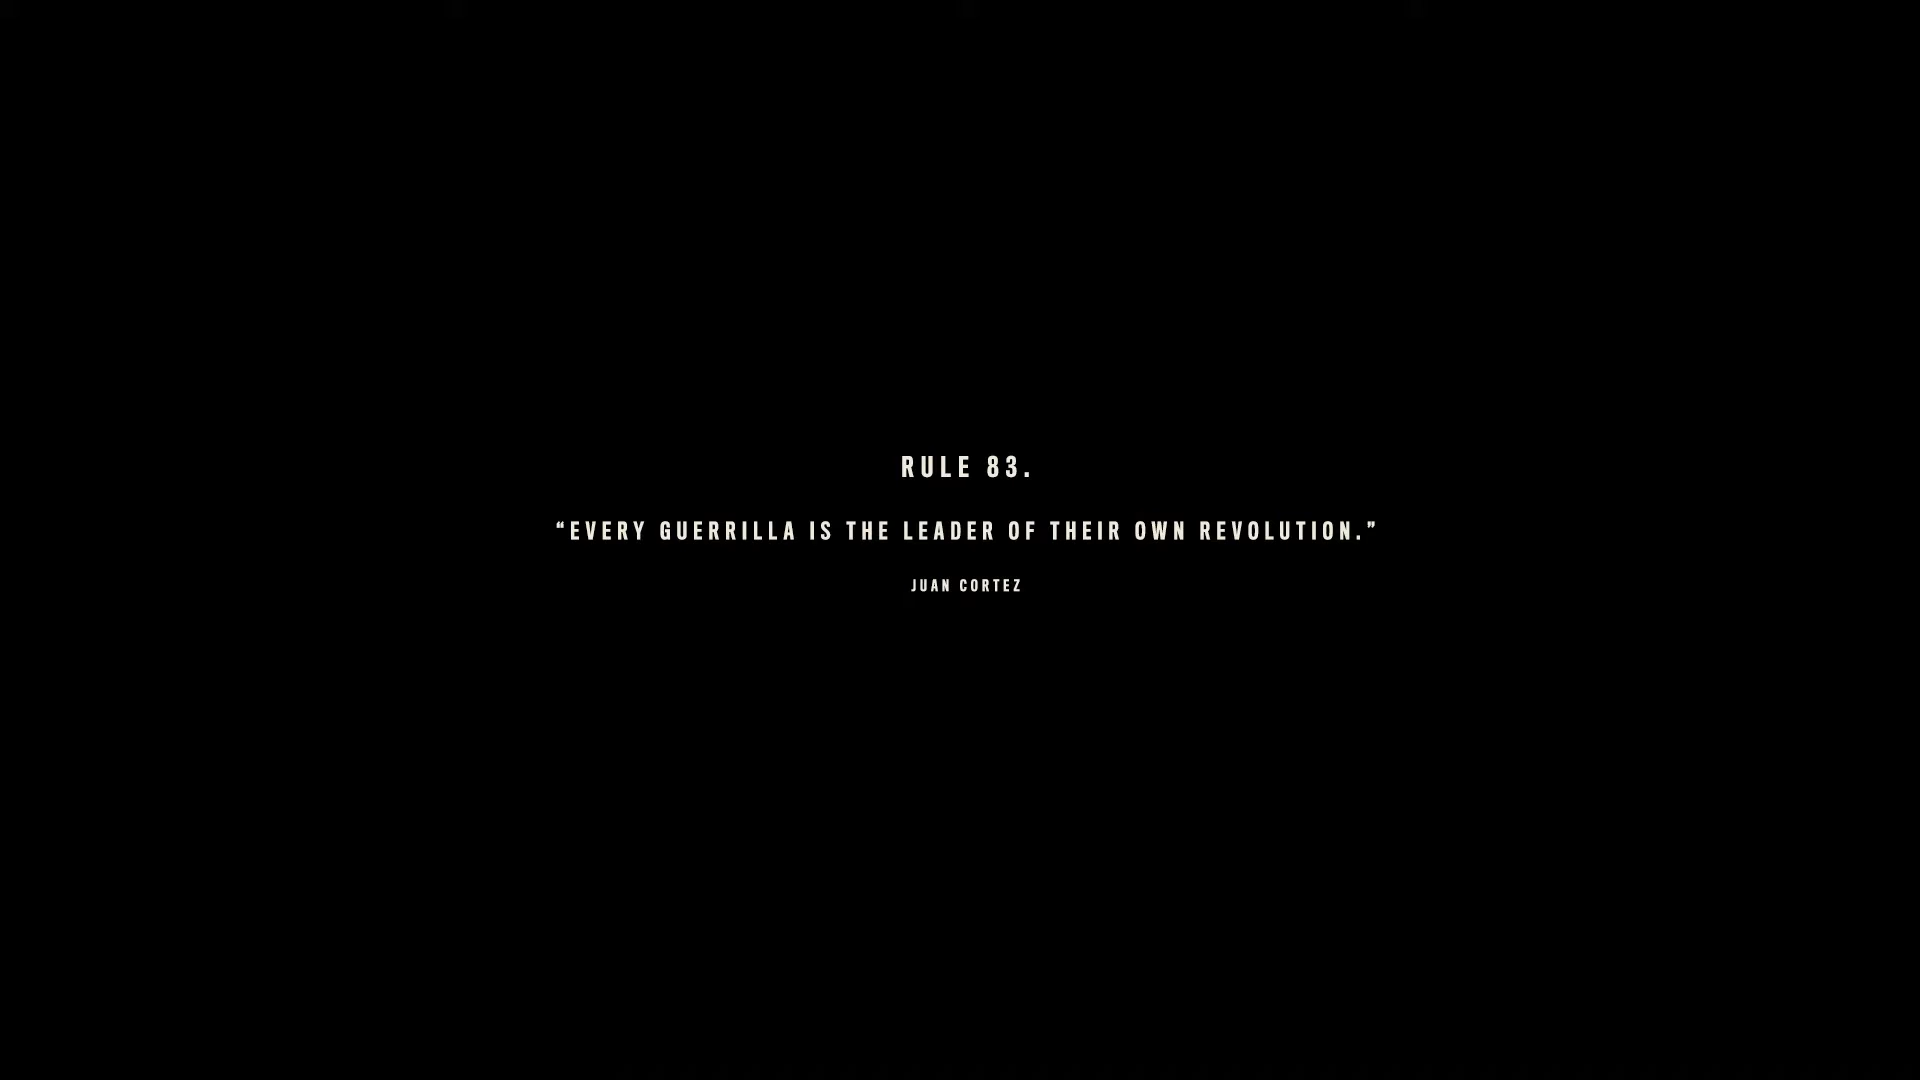 RULE 83.
“EVERY GUERRILLA IS THE LEADER OF THEIR OWN REVOLUTION.”
JUAN CORTEZ